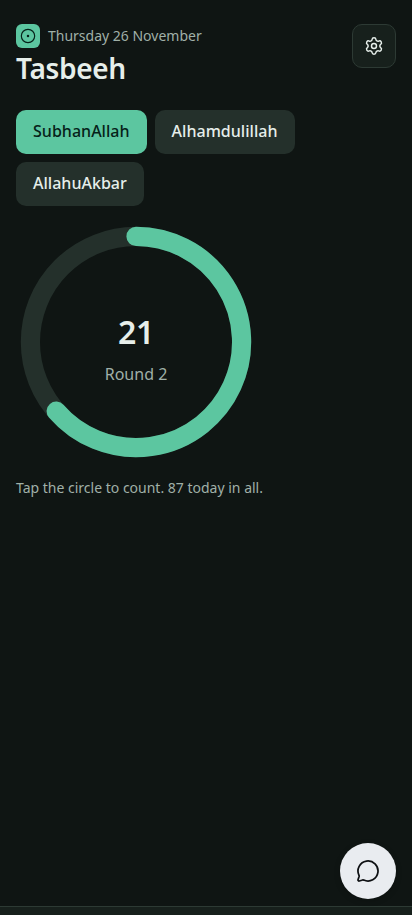 Thursday 26 November
Tasbeeh
SubhanAllah
Alhamdulillah
AllahuAkbar
21
Round 2
Tap the circle to count. 87 today in all.